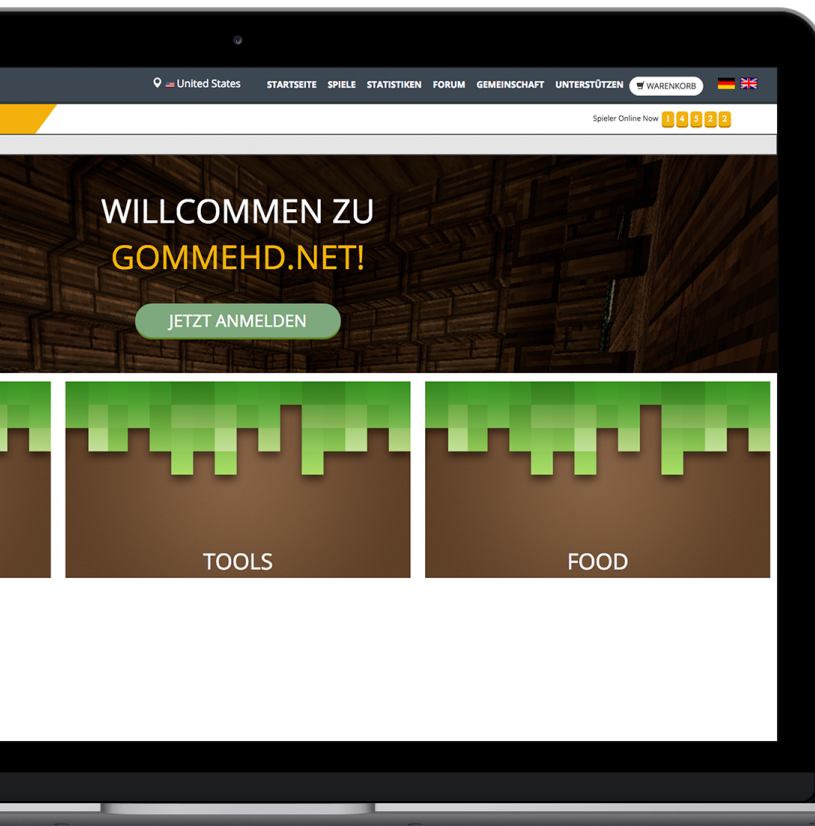 United States STARTSEITE SPIELE STATISTIKEN FORUM GEMEINSCHAFT UNTERSTÜTZEN WARENKORB
Spieler Online Now 1 4 5 2 2
WILLCOMMEN ZU
GOMMEHD.NET!
JETZT ANMELDEN
TOOLS FOOD